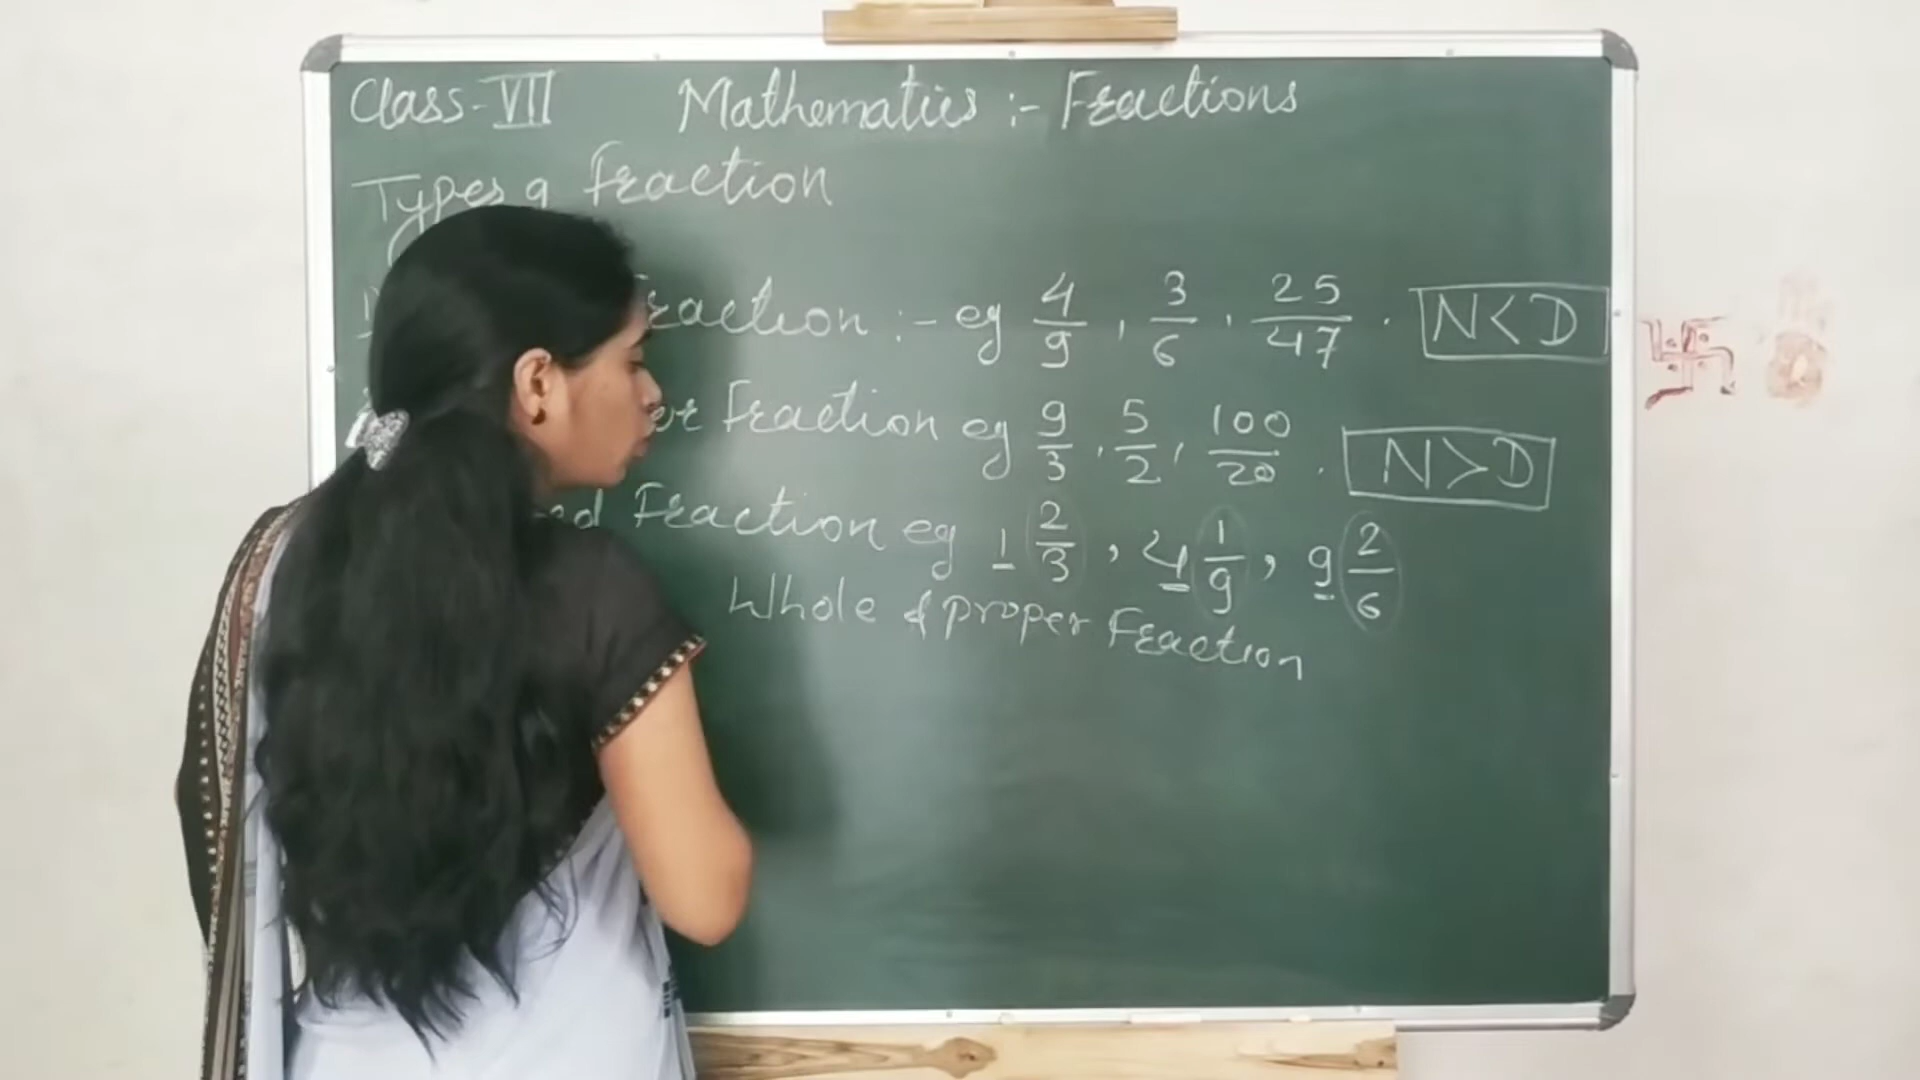 Class-VII Mathematics :- Fractions
Types of Fraction
Fraction :- eg 4/9, 3/6, 25/47. N<D
Fraction eg 9/3, 5/2, 100/20. N>D
Fraction eg 1 2/3, 4 1/9, 9 2/6
Whole & proper Fraction